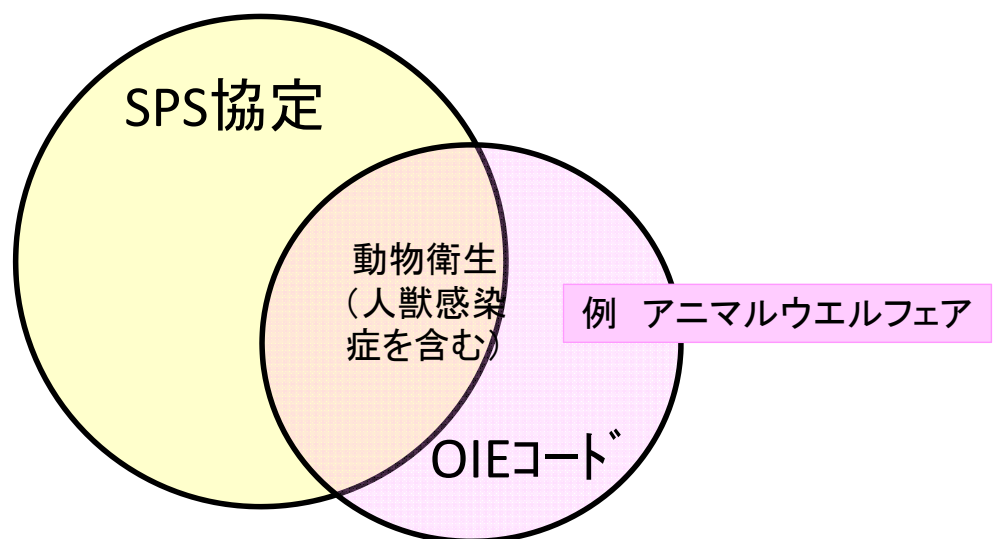 SPS協定
動物衛生
（人獣感染
症を含む）
例　アニマルウエルフェア
OIEコード